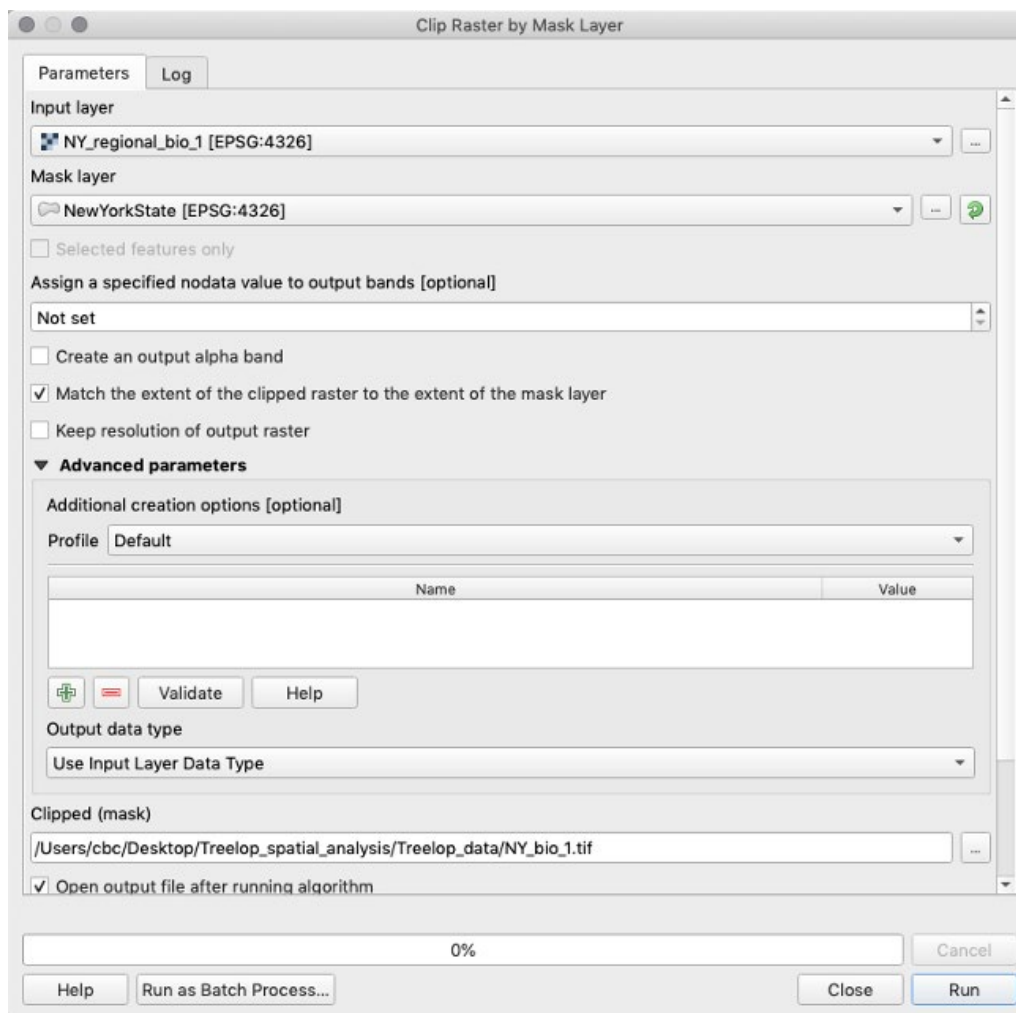 Clip Raster by Mask Layer
Parameters Log
Input layer
NY_regional_bio_1 [EPSG:4326]
...
Mask layer
NewYorkState [EPSG:4326]
...
Selected features only
Assign a specified nodata value to output bands [optional]
Not set
Create an output alpha band
Match the extent of the clipped raster to the extent of the mask layer
Keep resolution of output raster
Advanced parameters
Additional creation options [optional]
Profile Default
Name Value
Validate Help
Output data type
Use Input Layer Data Type
Clipped (mask)
/Users/cbc/Desktop/Treelop_spatial_analysis/Treelop_data/NY_bio_1.tif
...
Open output file after running algorithm
0% Cancel
Help Run as Batch Process... Close Run